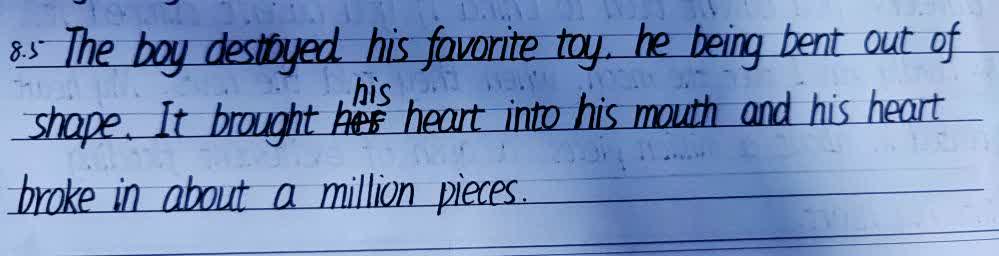 8.5 The boy destoyed his favorite toy. he being bent out of
shape. It brought his heart into his mouth and his heart
broke in about a million pieces.